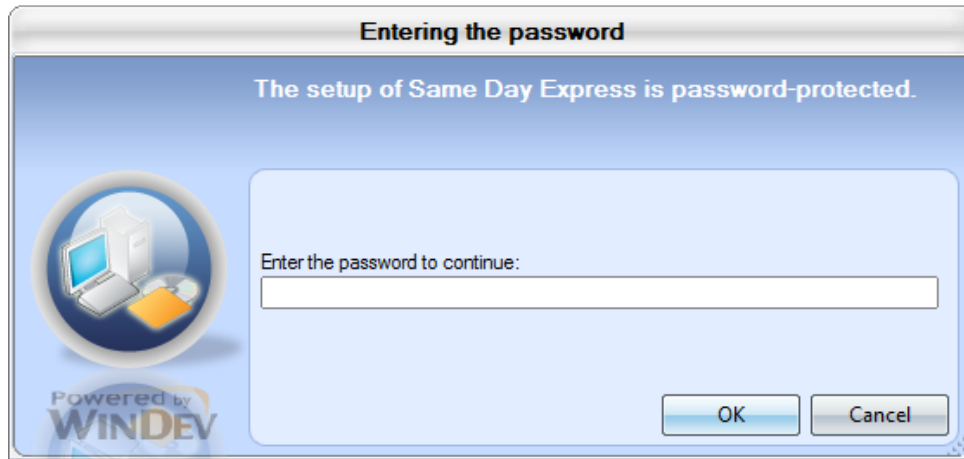 Entering the password
The setup of Same Day Express is password-protected.
Enter the password to continue:
Powered by
WINDEV
OK
Cancel